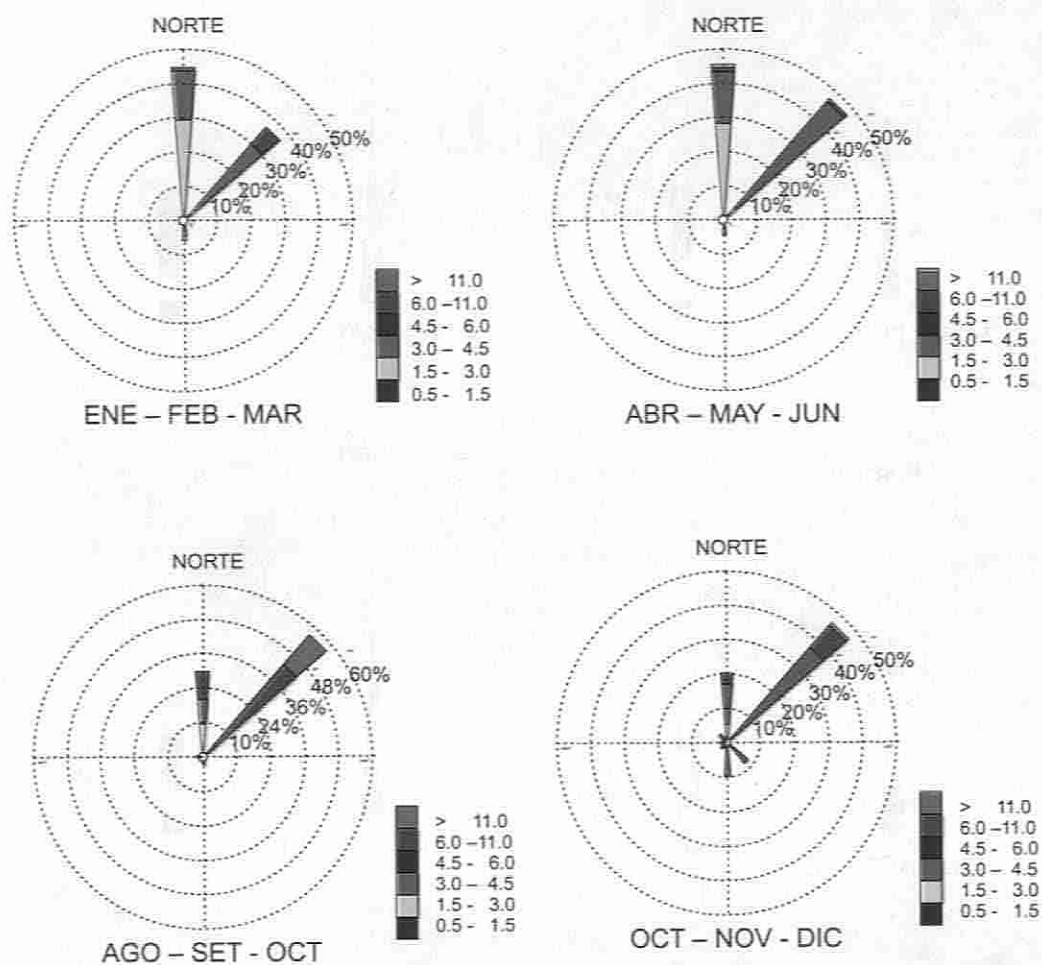 NORTE
50%
40%
30%
20%
10%
> 11.0
6.0 –11.0
4.5 - 6.0
3.0 – 4.5
1.5 - 3.0
0.5 - 1.5
ENE – FEB - MAR
NORTE
50%
40%
30%
20%
10%
> 11.0
6.0 –11.0
4.5 - 6.0
3.0 – 4.5
1.5 - 3.0
0.5 - 1.5
ABR – MAY - JUN
NORTE
60%
48%
36%
24%
10%
> 11.0
6.0 –11.0
4.5 - 6.0
3.0 – 4.5
1.5 - 3.0
0.5 - 1.5
AGO – SET - OCT
NORTE
50%
40%
30%
20%
10%
> 11.0
6.0 –11.0
4.5 - 6.0
3.0 – 4.5
1.5 - 3.0
0.5 - 1.5
OCT – NOV - DIC